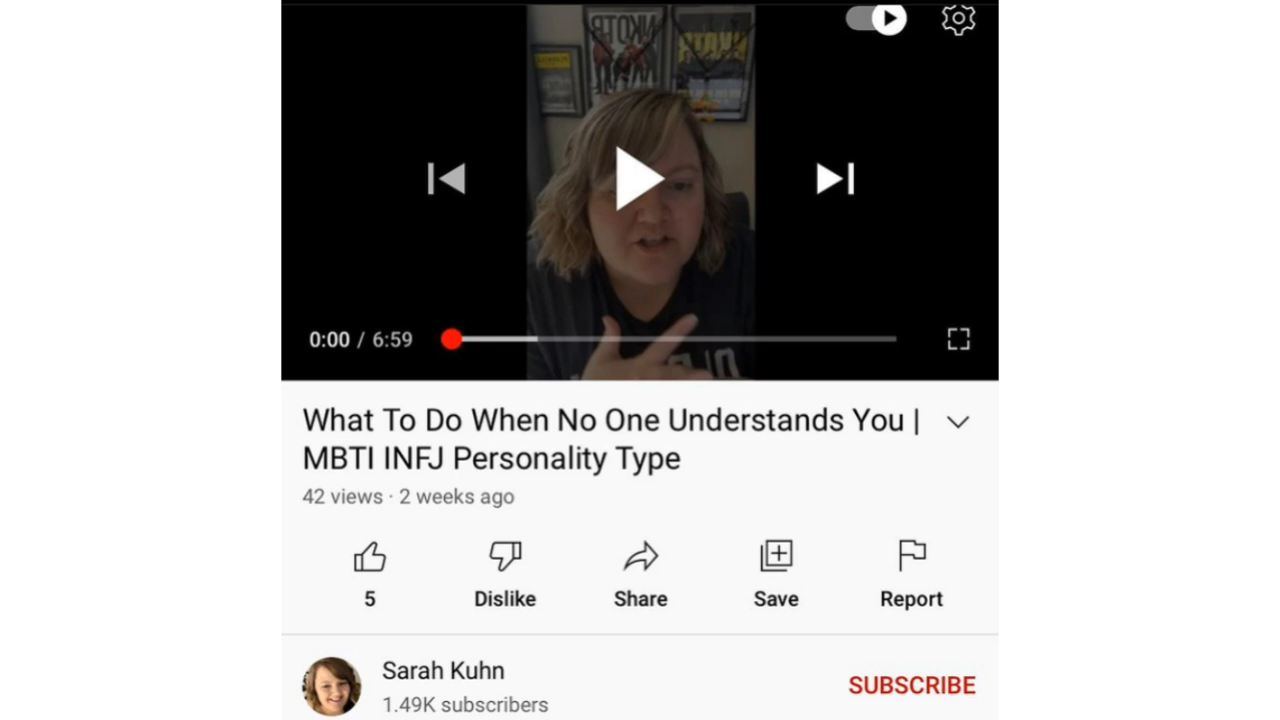 NKOTB
0:00 / 6:59
What To Do When No One Understands You |
MBTI INFJ Personality Type
42 views · 2 weeks ago
5
Dislike
Share
Save
Report
Sarah Kuhn
SUBSCRIBE
1.49K subscribers